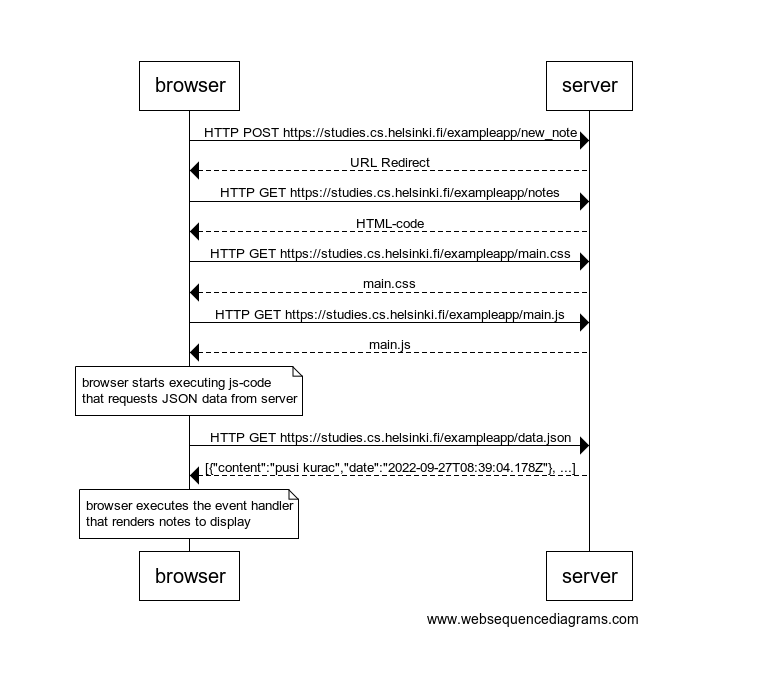 browser
server
HTTP POST https://studies.cs.helsinki.fi/exampleapp/new_note
URL Redirect
HTTP GET https://studies.cs.helsinki.fi/exampleapp/notes
HTML-code
HTTP GET https://studies.cs.helsinki.fi/exampleapp/main.css
main.css
HTTP GET https://studies.cs.helsinki.fi/exampleapp/main.js
main.js
browser starts executing js-code
that requests JSON data from server
HTTP GET https://studies.cs.helsinki.fi/exampleapp/data.json
[{"content":"pusi kurac","date":"2022-09-27T08:39:04.178Z"}, ...]
browser executes the event handler
that renders notes to display
browser
server
www.websequencediagrams.com